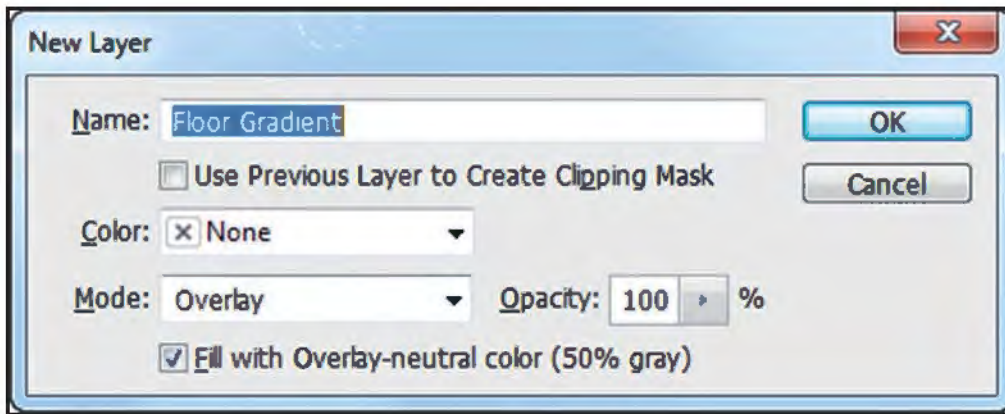 New Layer
Name: Floor Gradient
OK
Use Previous Layer to Create Clipping Mask
Cancel
Color: None
Mode: Overlay Opacity: 100 %
Fill with Overlay-neutral color (50% gray)